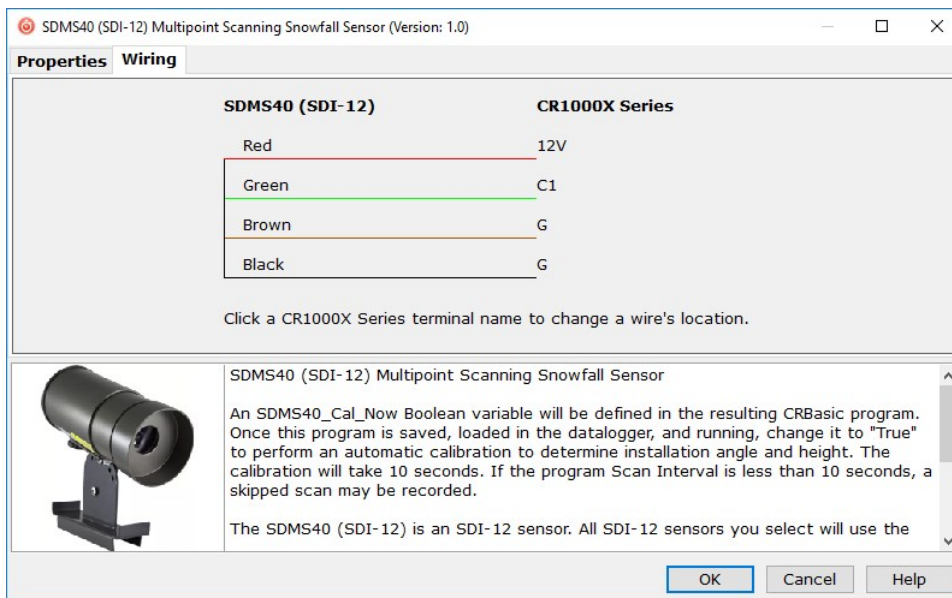 SDMS40 (SDI-12) Multipoint Scanning Snowfall Sensor (Version: 1.0)
Properties Wiring
SDMS40 (SDI-12) CR1000X Series
Red 12V
Green C1
Brown G
Black G
Click a CR1000X Series terminal name to change a wire's location.
SDMS40 (SDI-12) Multipoint Scanning Snowfall Sensor
An SDMS40_Cal_Now Boolean variable will be defined in the resulting CRBasic program.
Once this program is saved, loaded in the datalogger, and running, change it to "True"
to perform an automatic calibration to determine installation angle and height. The
calibration will take 10 seconds. If the program Scan Interval is less than 10 seconds, a
skipped scan may be recorded.
The SDMS40 (SDI-12) is an SDI-12 sensor. All SDI-12 sensors you select will use the
OK Cancel Help